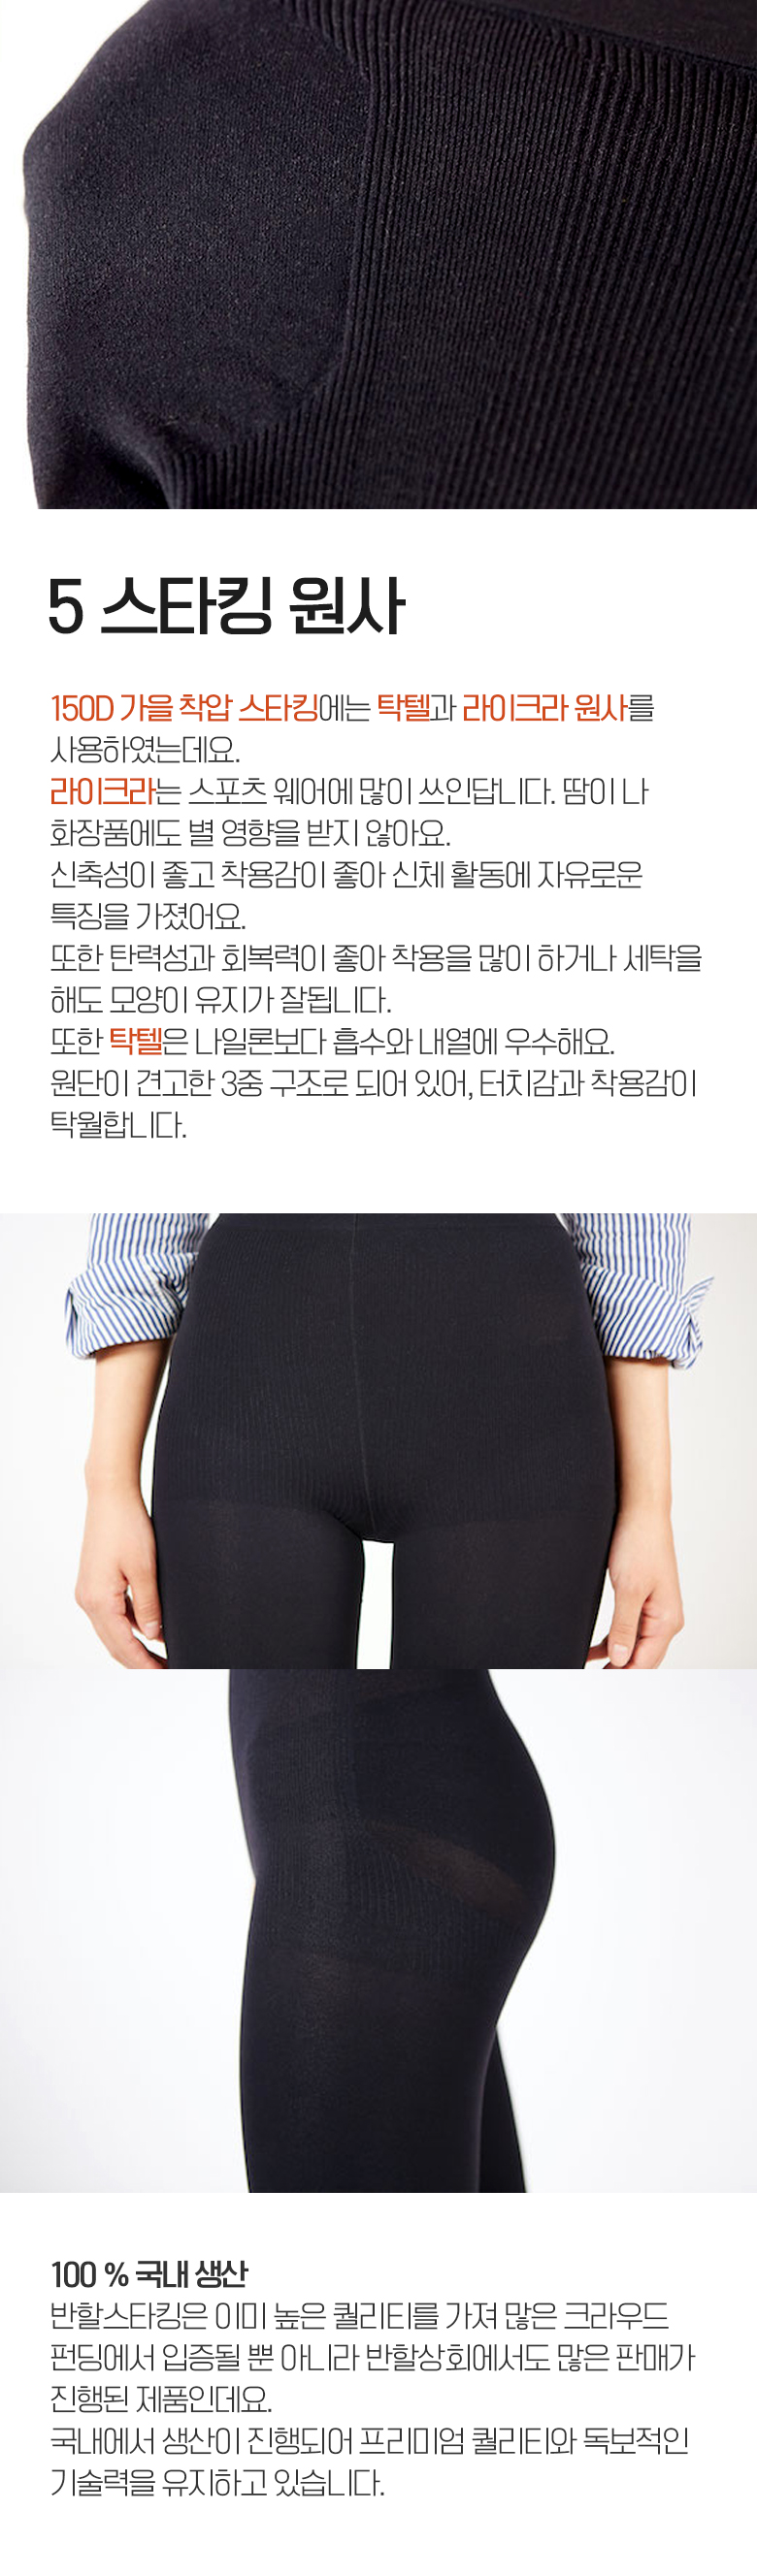 5 스타킹 원사
150D 가을 착압 스타킹에는 탁텔과 라이크라 원사를
사용하였는데요.
라이크라는 스포츠 웨어에 많이 쓰인답니다. 땀이 나
화장품에도 별 영향을 받지 않아요.
신축성이 좋고 착용감이 좋아 신체 활동에 자유로운
특징을 가졌어요.
또한 탄력성과 회복력이 좋아 착용을 많이 하거나 세탁을
해도 모양이 유지가 잘됩니다.
또한 탁텔은 나일론보다 흡수와 내열에 우수해요.
원단이 견고한 3중 구조로 되어 있어, 터치감과 착용감이
탁월합니다.
100 % 국내 생산
반할스타킹은 이미 높은 퀄리티를 가져 많은 크라우드
펀딩에서 입증될 뿐 아니라 반할상회에서도 많은 판매가
진행된 제품인데요.
국내에서 생산이 진행되어 프리미엄 퀄리티와 독보적인
기술력을 유지하고 있습니다.